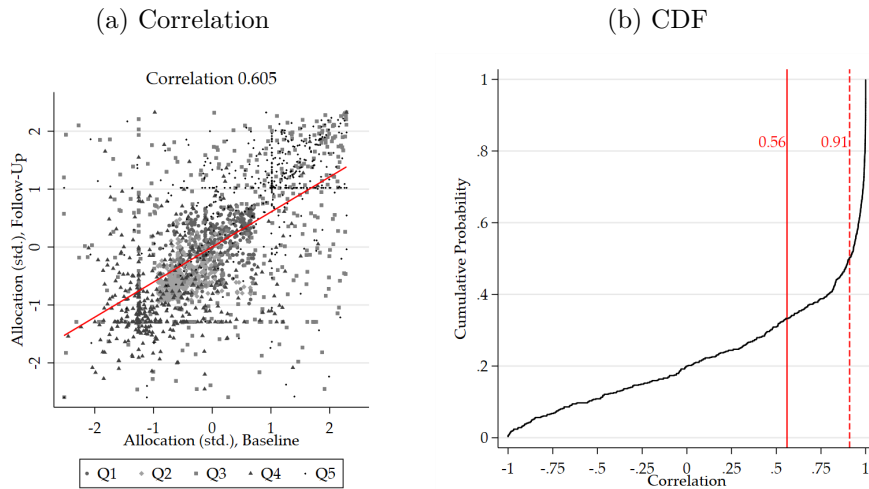 (a) Correlation
Correlation 0.605
Allocation (std.), Follow-Up
2
1
0
-1
-2
-2 -1 0 1 2
Allocation (std.), Baseline
Q1 Q2 Q3 Q4 Q5
(b) CDF
Cumulative Probability
1
.8
.6
.4
.2
0
0.56 0.91
-1 -.75 -.5 -.25 0 .25 .5 .75 1
Correlation